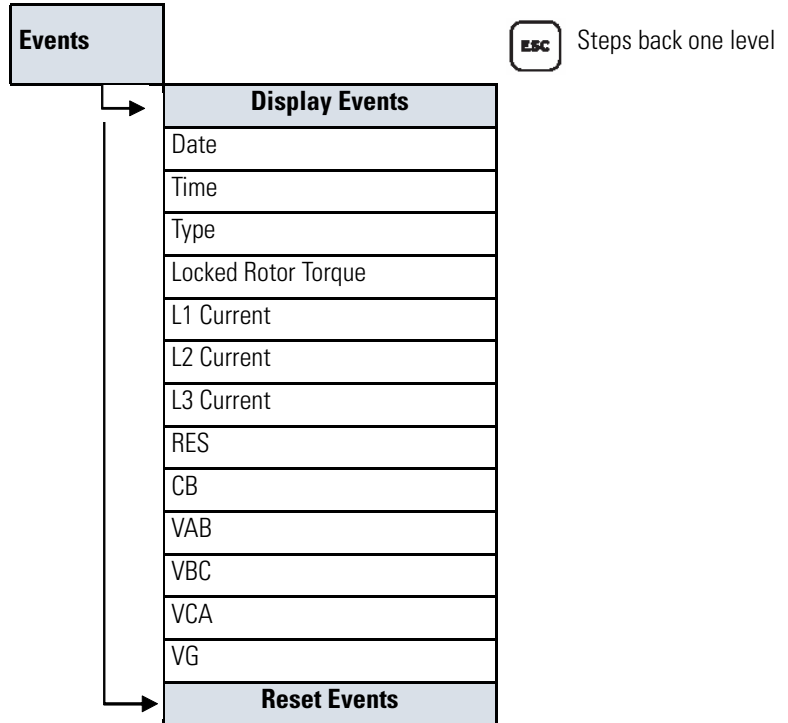 Events
ESC Steps back one level
Display Events
Date
Time
Type
Locked Rotor Torque
L1 Current
L2 Current
L3 Current
RES
CB
VAB
VBC
VCA
VG
Reset Events